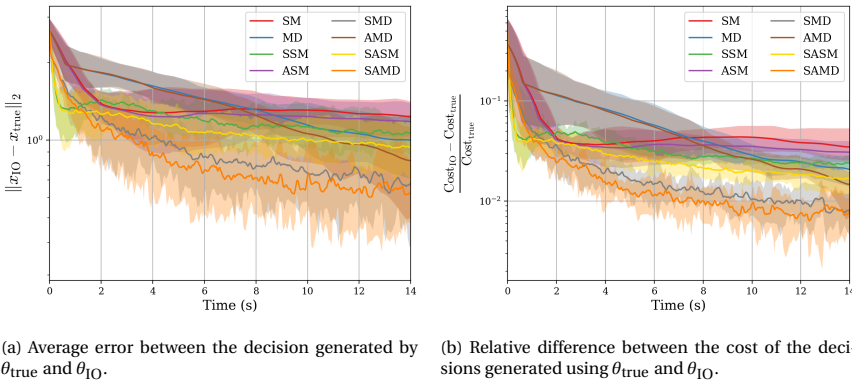 SM
MD
SSM
ASM
SMD
AMD
SASM
SAMD
10⁰
‖x_IO − x_true‖₂
0 2 4 6 8 10 12 14
Time (s)
SM
MD
SSM
ASM
SMD
AMD
SASM
SAMD
10⁻¹
10⁻²
Cost_IO − Cost_true
Cost_true
0 2 4 6 8 10 12 14
Time (s)
(a) Average error between the decision generated by
θ_true and θ_IO.
(b) Relative difference between the cost of the deci-
sions generated using θ_true and θ_IO.